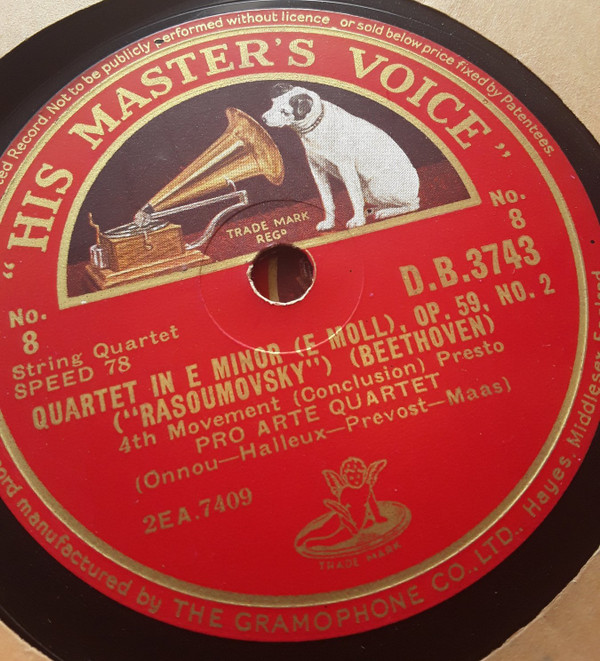 ted Record. Not to be publicly performed without licence or sold below price fixed by Patentees.
"HIS MASTER'S VOICE"
TRADE MARK
REGD
No.
8
No.
8
D.B.3743
String Quartet
SPEED 78
QUARTET IN E MINOR (E MOLL), OP. 59, NO. 2
("RASOUMOVSKY") (BEETHOVEN)
4th Movement (Conclusion) Presto
PRO ARTE QUARTET
(Onnou—Halleux—Prévost—Maas)
2EA.7409
TRADE MARK
ord manufactured by THE GRAMOPHONE CO., LTD., Hayes, Middlesex,